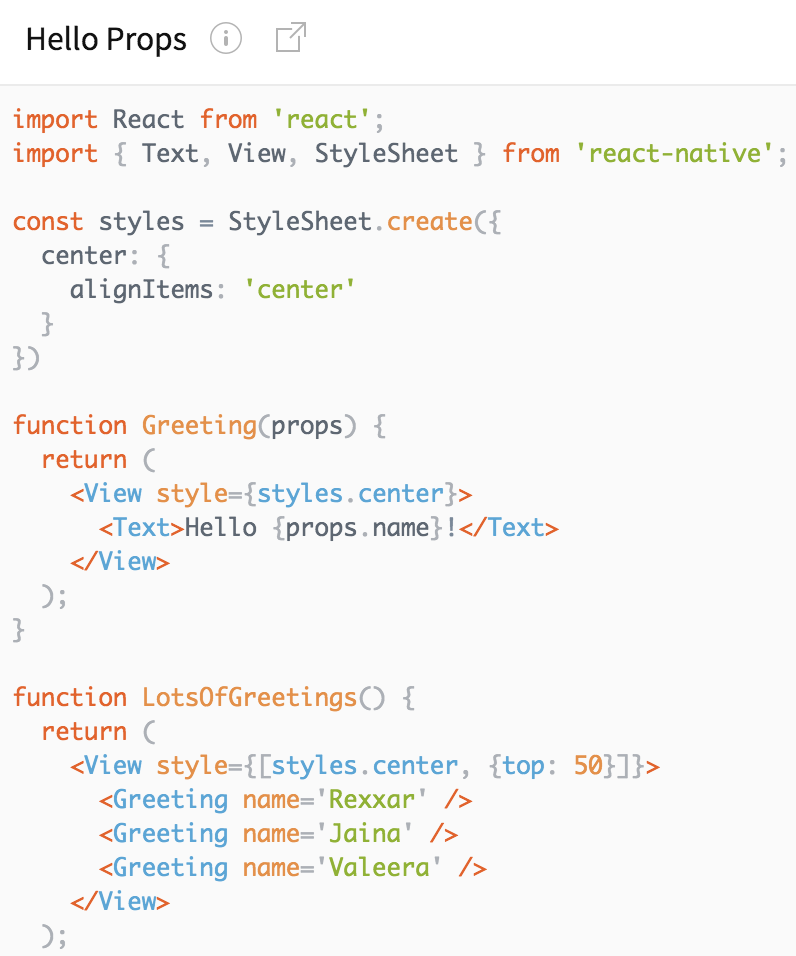 Hello Props
import React from 'react';
import { Text, View, StyleSheet } from 'react-native';

const styles = StyleSheet.create({
  center: {
    alignItems: 'center'
  }
})

function Greeting(props) {
  return (
    <View style={styles.center}>
      <Text>Hello {props.name}!</Text>
    </View>
  );
}

function LotsOfGreetings() {
  return (
    <View style={[styles.center, {top: 50}]}>
      <Greeting name='Rexxar' />
      <Greeting name='Jaina' />
      <Greeting name='Valeera' />
    </View>
  );